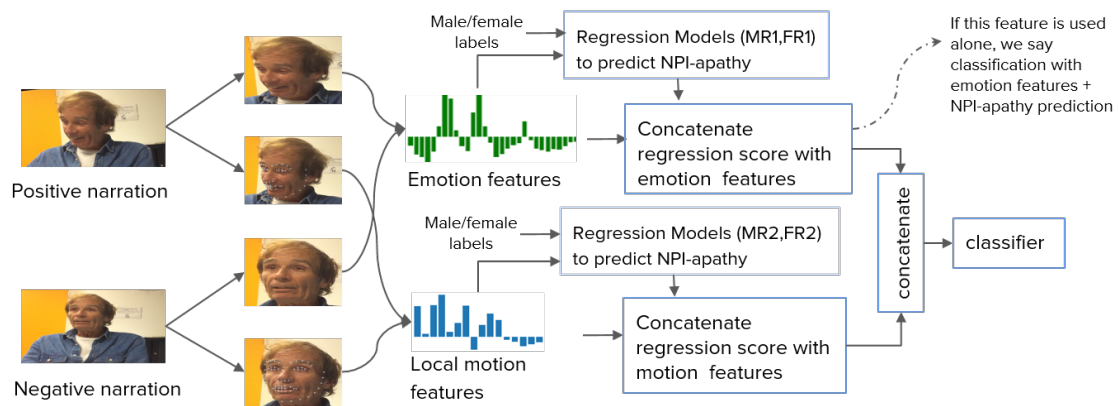 Male/female
labels
Regression Models (MR1,FR1)
to predict NPI-apathy
If this feature is used
alone, we say
classification with
emotion features +
NPI-apathy prediction
Positive narration
Emotion features
Concatenate
regression score with
emotion features
Male/female
labels
Regression Models (MR2,FR2)
to predict NPI-apathy
concatenate
classifier
Negative narration
Local motion
features
Concatenate
regression score with
motion features